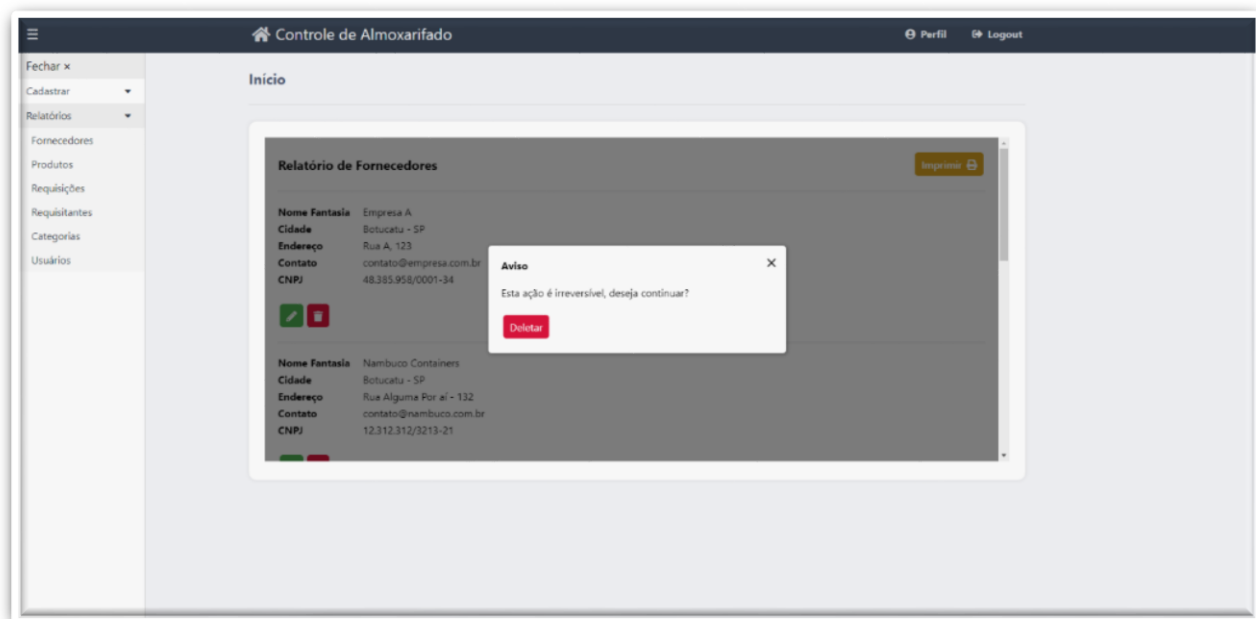 Controle de Almoxarifado
Perfil
Logout
Fechar ×
Cadastrar
Relatórios
Fornecedores
Produtos
Requisições
Requisitantes
Categorias
Usuários
Início
Relatório de Fornecedores
Imprimir
Nome Fantasia Empresa A
Cidade Botucatu - SP
Endereço Rua A, 123
Contato contato@empresa.com.br
CNPJ 48.385.958/0001-34
Aviso ×
Esta ação é irreversível, deseja continuar?
Deletar
Nome Fantasia Nambuco Containers
Cidade Botucatu - SP
Endereço Rua Alguma Por aí - 132
Contato contato@nambuco.com.br
CNPJ 12.312.312/3213-21